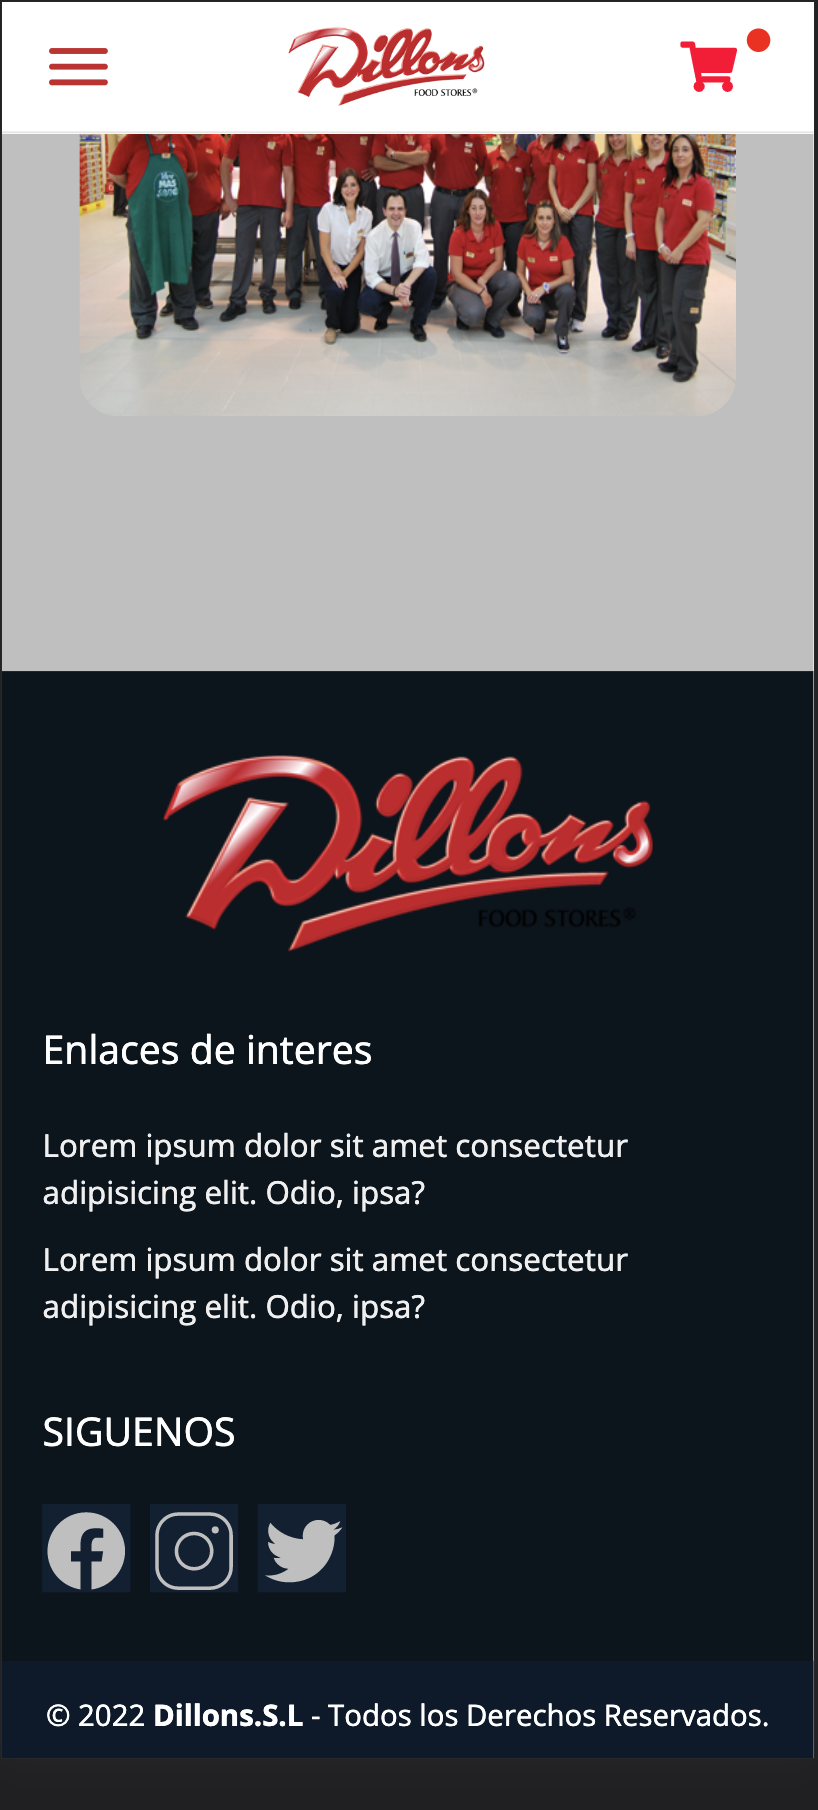 Dillons
FOOD STORES®
MAS
Dillons
FOOD STORES®
Enlaces de interes
Lorem ipsum dolor sit amet consectetur
adipisicing elit. Odio, ipsa?
Lorem ipsum dolor sit amet consectetur
adipisicing elit. Odio, ipsa?
SIGUENOS
© 2022 Dillons.S.L - Todos los Derechos Reservados.